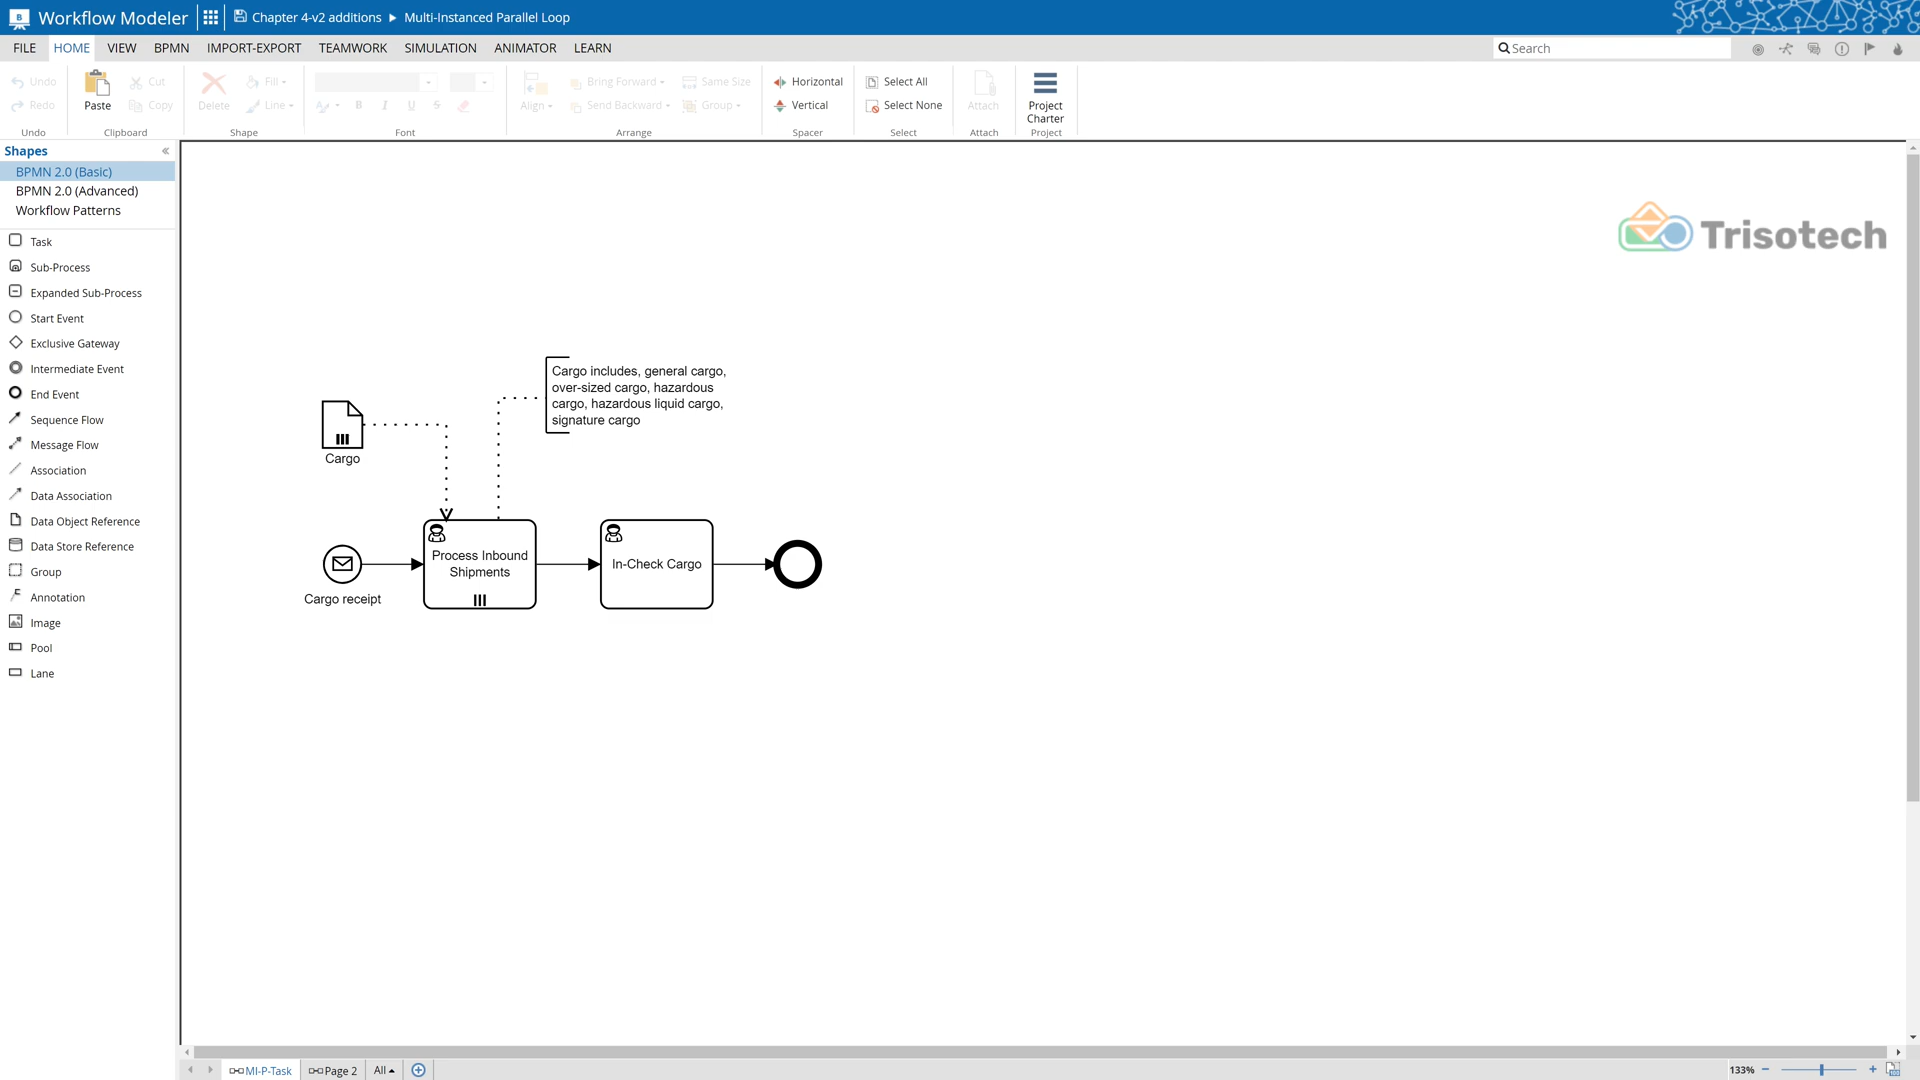 Workflow Modeler
Chapter 4-v2 additions
Multi-Instanced Parallel Loop
FILE HOME VIEW BPMN IMPORT-EXPORT TEAMWORK SIMULATION ANIMATOR LEARN
Search
Undo
Redo
Undo
Paste
Cut
Copy
Clipboard
Delete
Fill
Line
Shape
B I U S
Font
Align
Bring Forward
Send Backward
Same Size
Group
Arrange
Horizontal
Vertical
Spacer
Select All
Select None
Select
Attach
Attach
Project
Charter
Project
Shapes
BPMN 2.0 (Basic)
BPMN 2.0 (Advanced)
Workflow Patterns
Task
Sub-Process
Expanded Sub-Process
Start Event
Exclusive Gateway
Intermediate Event
End Event
Sequence Flow
Message Flow
Association
Data Association
Data Object Reference
Data Store Reference
Group
Annotation
Image
Pool
Lane
Trisotech
Cargo includes, general cargo,
over-sized cargo, hazardous
cargo, hazardous liquid cargo,
signature cargo
Cargo
Process Inbound
Shipments
In-Check Cargo
Cargo receipt
MI-P-Task
Page 2
All
133%